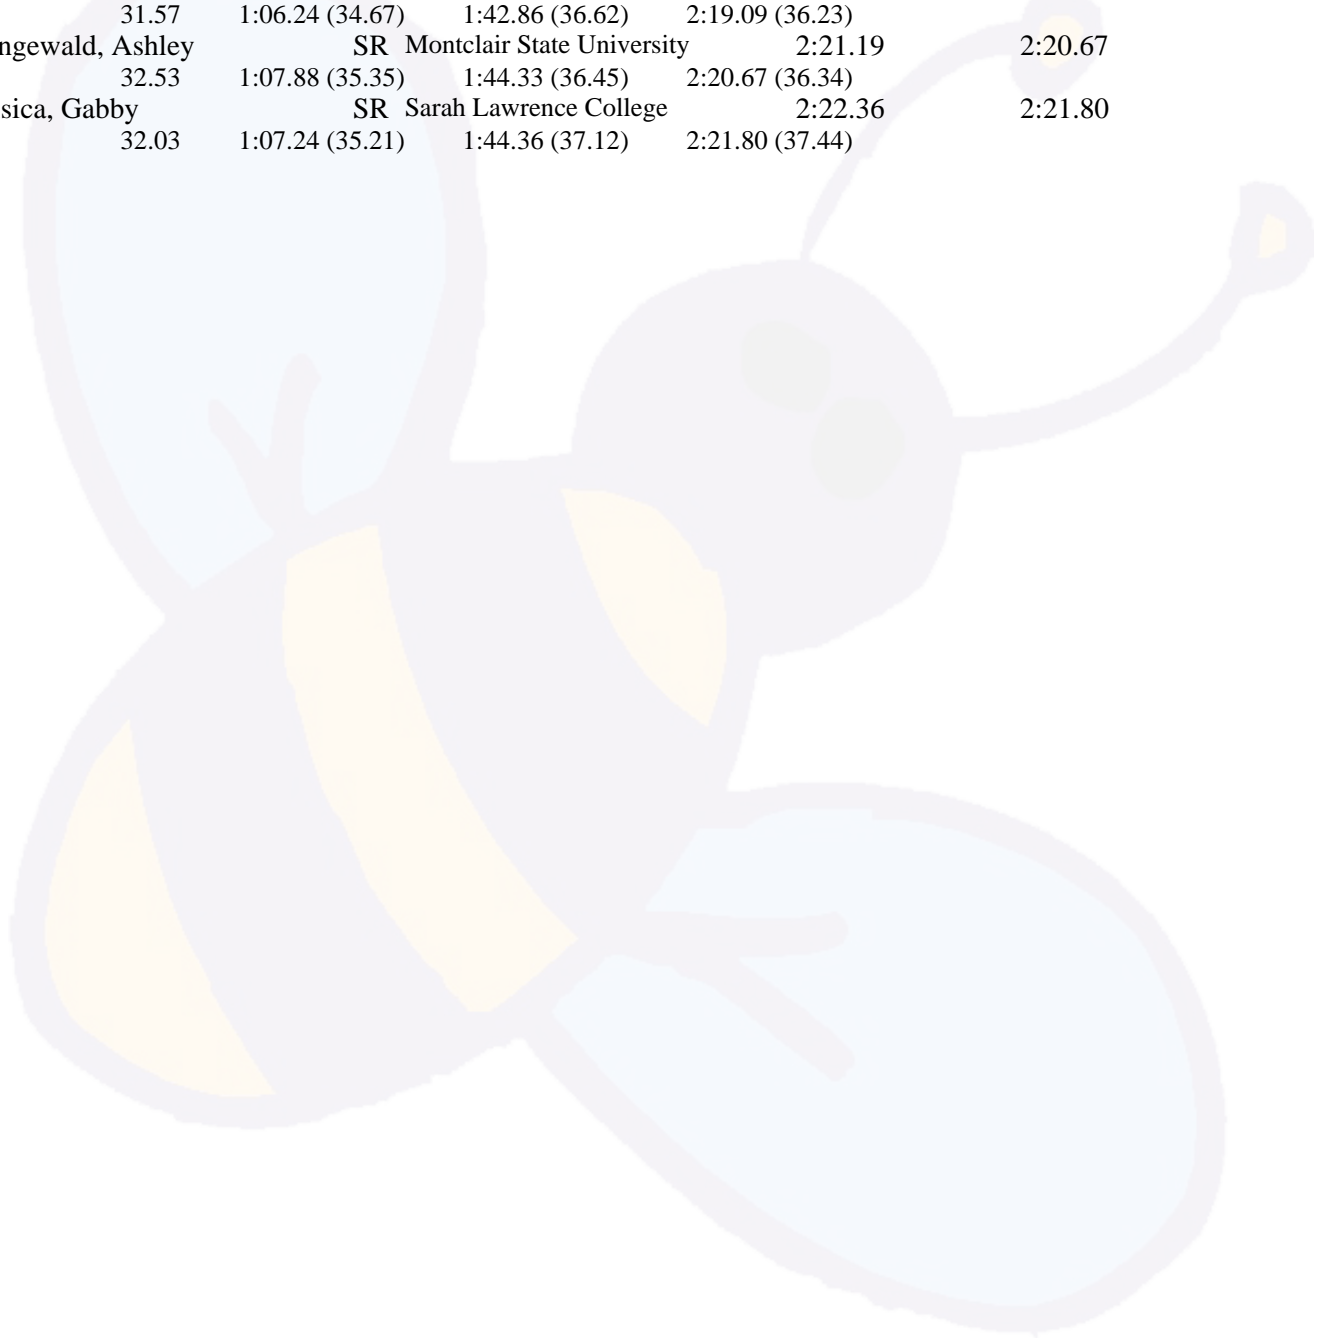 31.57 1:06.24 (34.67) 1:42.86 (36.62) 2:19.09 (36.23)
ngewald, Ashley SR Montclair State University 2:21.19 2:20.67
32.53 1:07.88 (35.35) 1:44.33 (36.45) 2:20.67 (36.34)
sica, Gabby SR Sarah Lawrence College 2:22.36 2:21.80
32.03 1:07.24 (35.21) 1:44.36 (37.12) 2:21.80 (37.44)